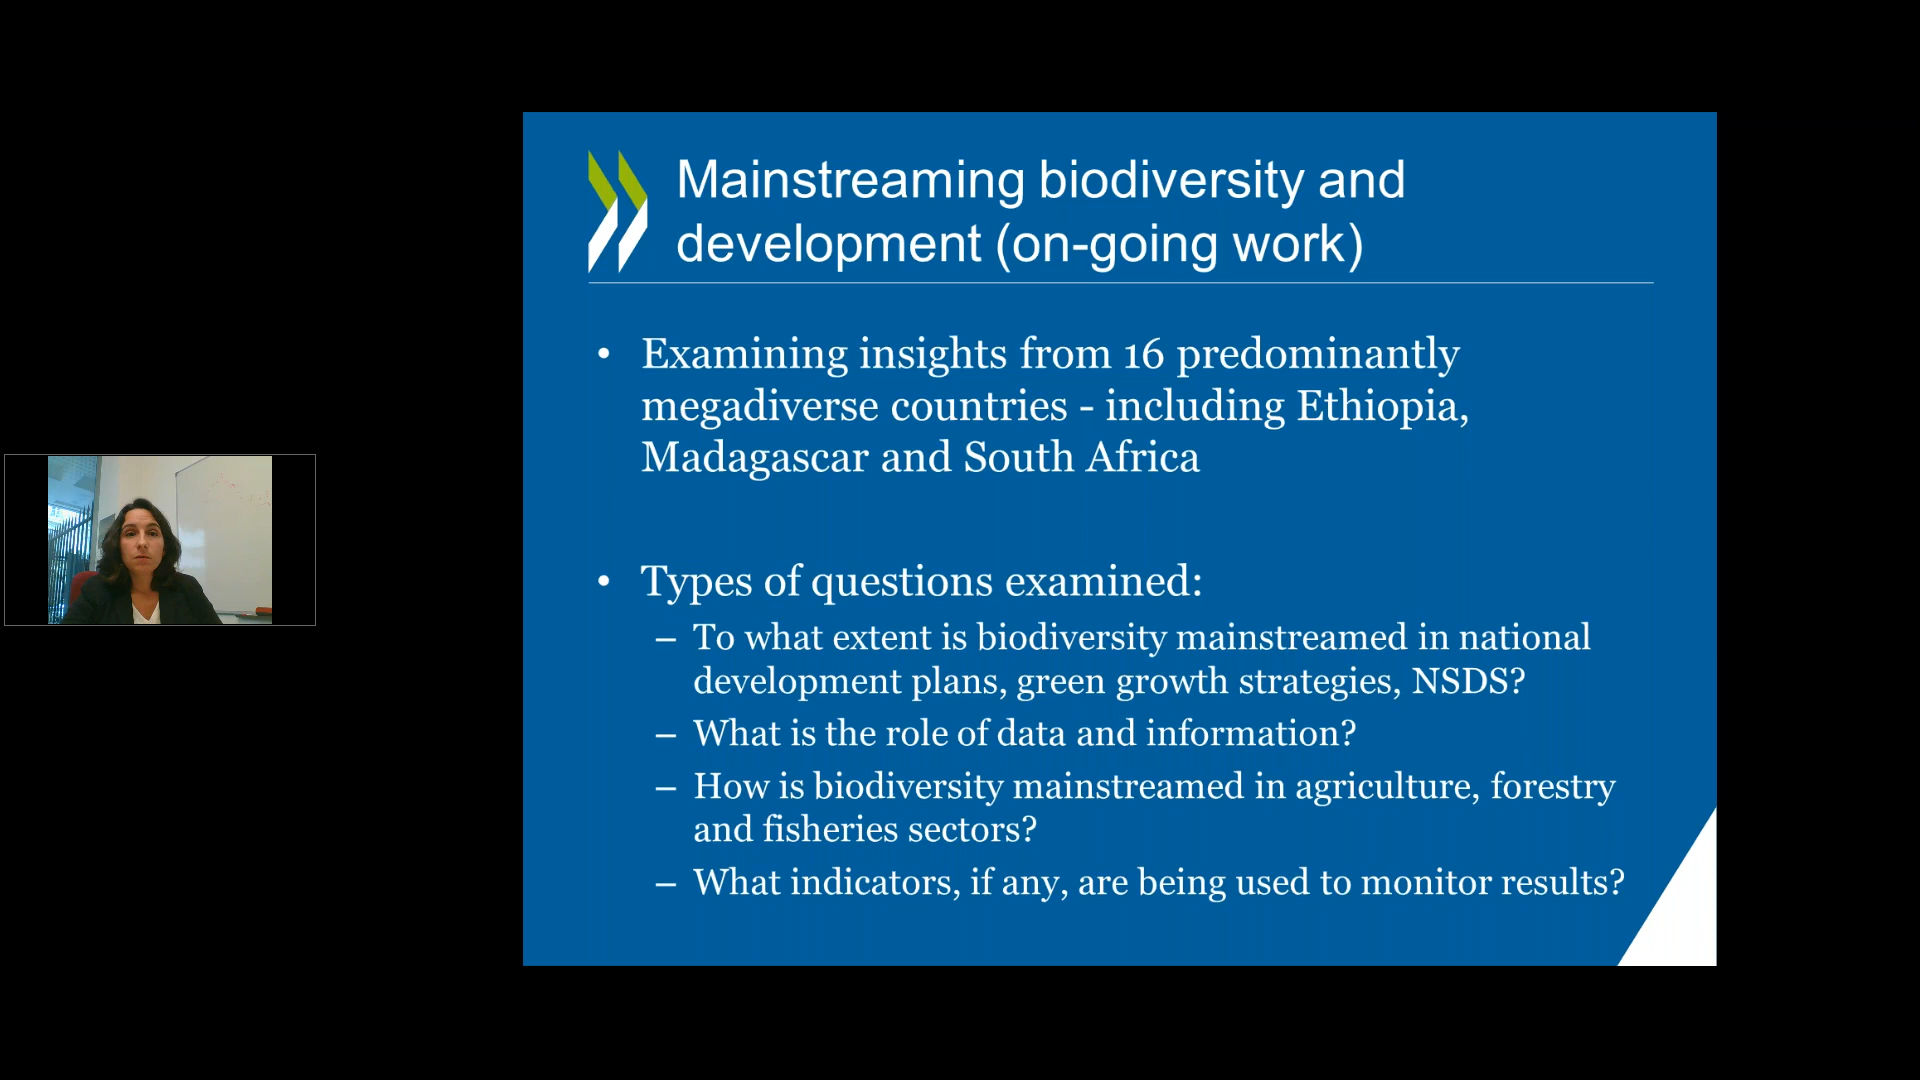 Mainstreaming biodiversity and
development (on-going work)
• Examining insights from 16 predominantly
megadiverse countries - including Ethiopia,
Madagascar and South Africa
• Types of questions examined:
– To what extent is biodiversity mainstreamed in national
development plans, green growth strategies, NSDS?
– What is the role of data and information?
– How is biodiversity mainstreamed in agriculture, forestry
and fisheries sectors?
– What indicators, if any, are being used to monitor results?